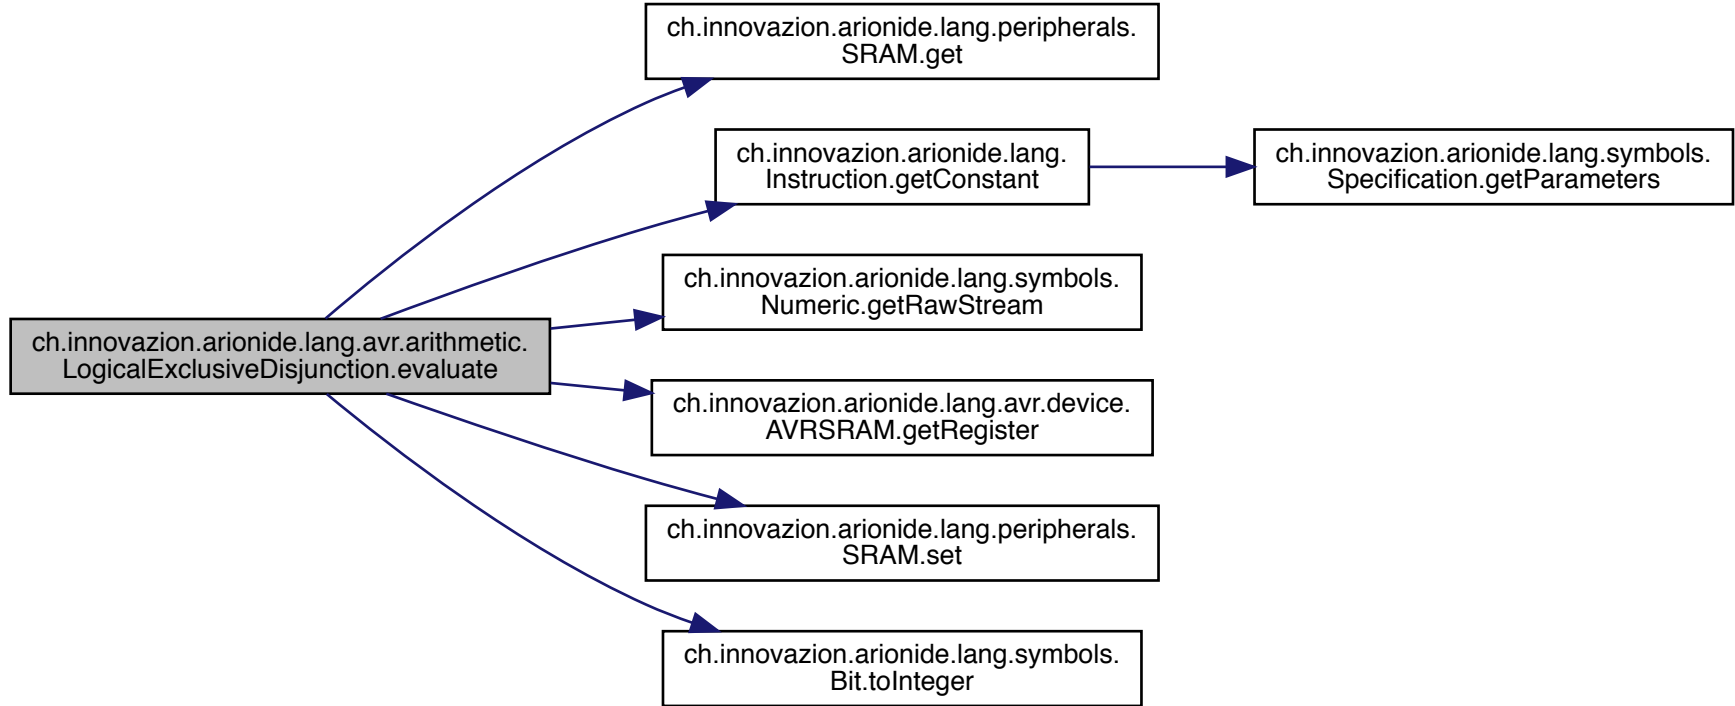 ch.innovazion.arionide.lang.peripherals.
SRAM.get
ch.innovazion.arionide.lang.
Instruction.getConstant
ch.innovazion.arionide.lang.symbols.
Specification.getParameters
ch.innovazion.arionide.lang.symbols.
Numeric.getRawStream
ch.innovazion.arionide.lang.avr.arithmetic.
LogicalExclusiveDisjunction.evaluate
ch.innovazion.arionide.lang.avr.device.
AVRSRAM.getRegister
ch.innovazion.arionide.lang.peripherals.
SRAM.set
ch.innovazion.arionide.lang.symbols.
Bit.toInteger